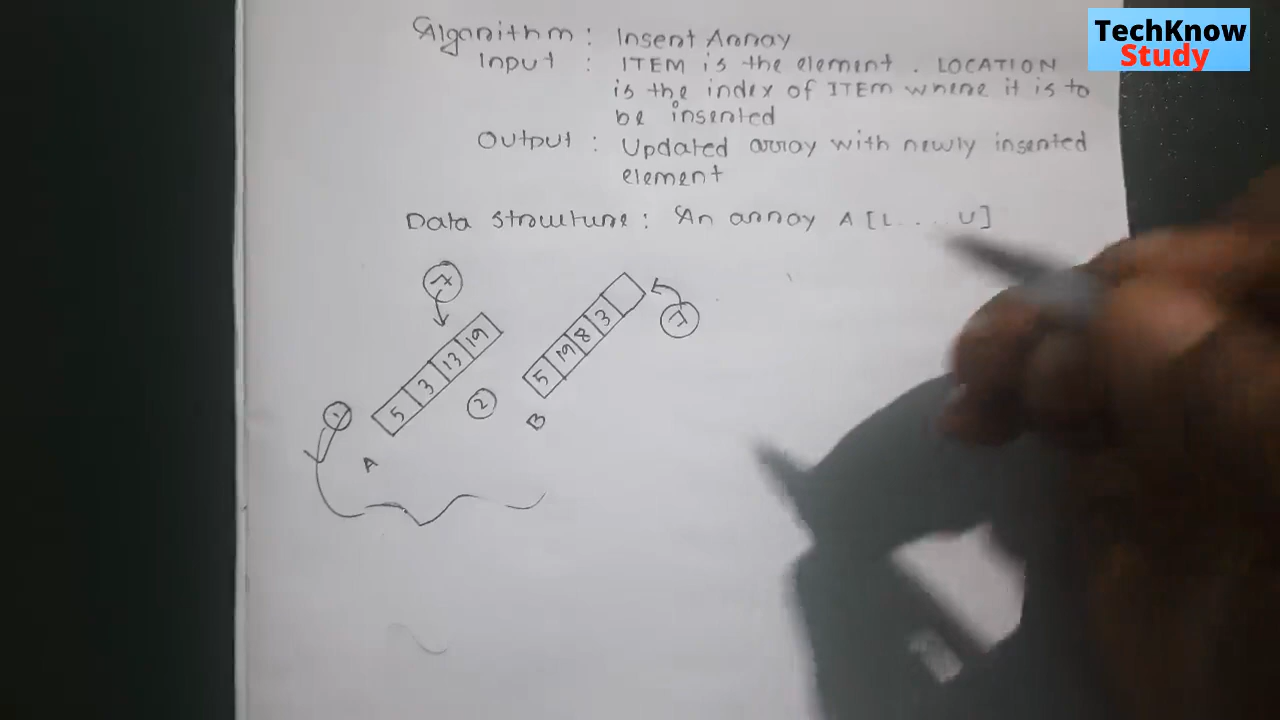 TechKnow
Study
Algorithm : Insert Array
Input : ITEM is the element . LOCATION
is the index of ITEM where it is to
be inserted
Output : Updated array with newly inserted
element
Data structure : An array A [L . . . . U]
7
5 3 13 19
A
1
2
5 19 8 3
B
7